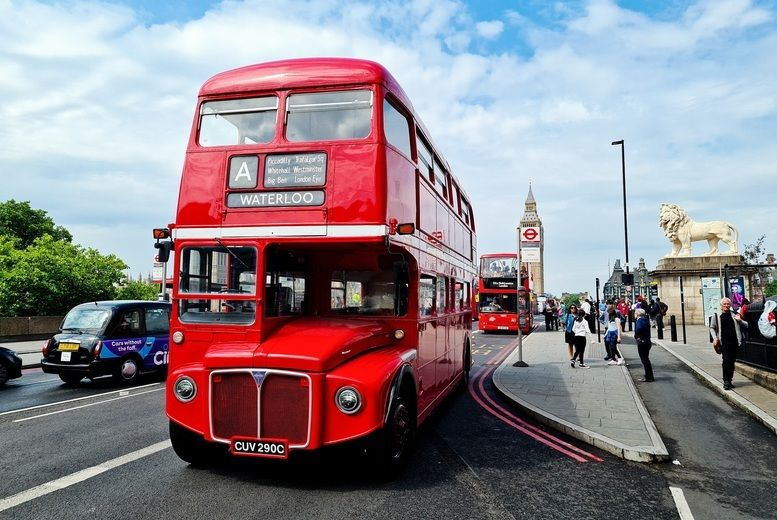 A
Piccadilly Trafalgar Sq
Whitehall Westminster
Big Ben London Eye
WATERLOO
CUV 290C
Cars without
the faff.